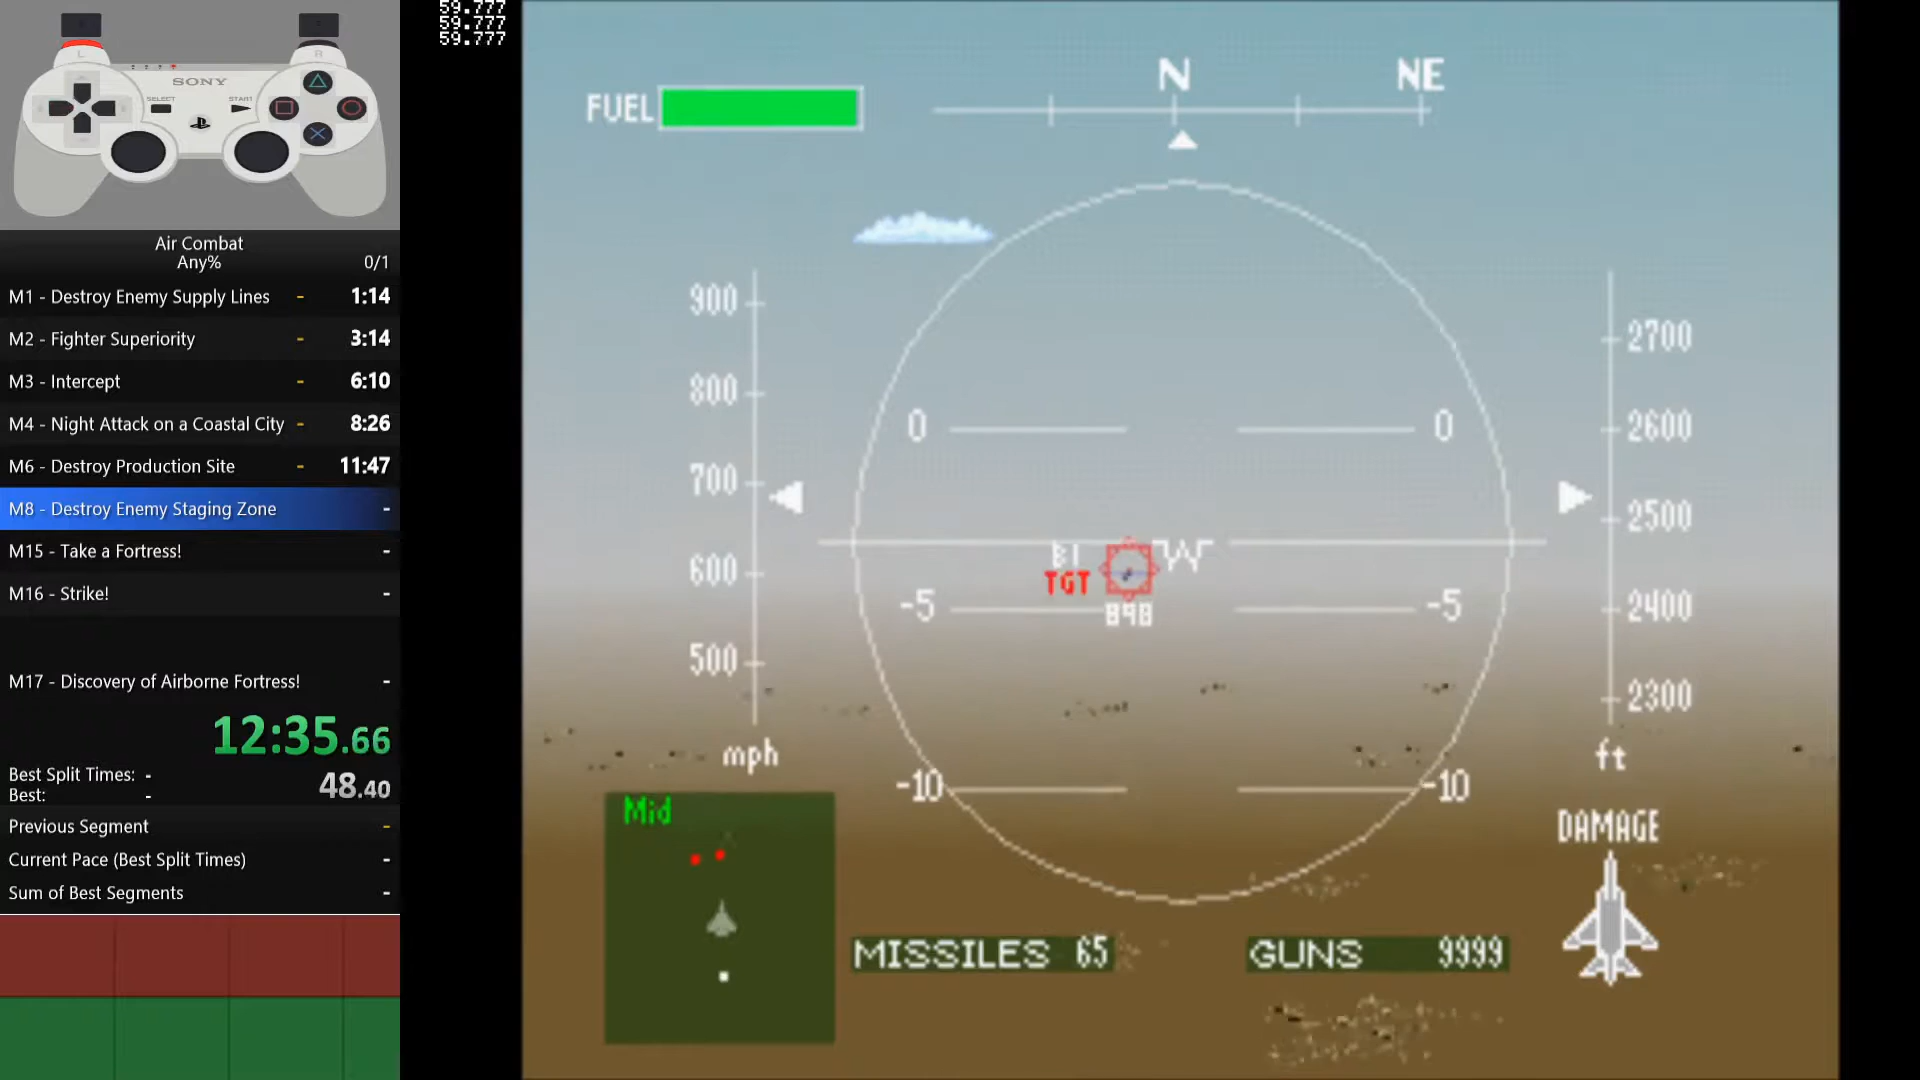 59.777
59.777
59.777
L
R
SONY
SELECT
START
Air Combat
Any%
0/1
M1 - Destroy Enemy Supply Lines - 1:14
M2 - Fighter Superiority - 3:14
M3 - Intercept - 6:10
M4 - Night Attack on a Coastal City - 8:26
M6 - Destroy Production Site - 11:47
M8 - Destroy Enemy Staging Zone -
M15 - Take a Fortress! -
M16 - Strike! -
M17 - Discovery of Airborne Fortress! -
12:35.66
Best Split Times: -
Best: -
48.40
Previous Segment -
Current Pace (Best Split Times) -
Sum of Best Segments -
FUEL
N
NE
900
800
700
600
500
mph
0
0
-5
-5
-10
-10
TGT
898
2700
2600
2500
2400
2300
ft
DAMAGE
Mid
MISSILES 65
GUNS 9999